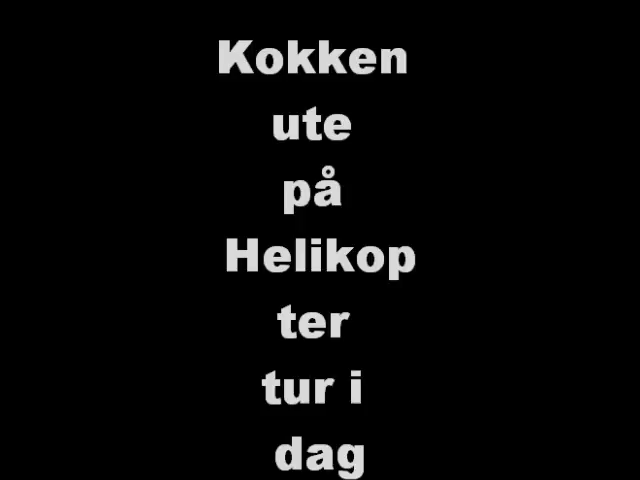 Kokken
ute
på
Helikop
ter
tur i
dag